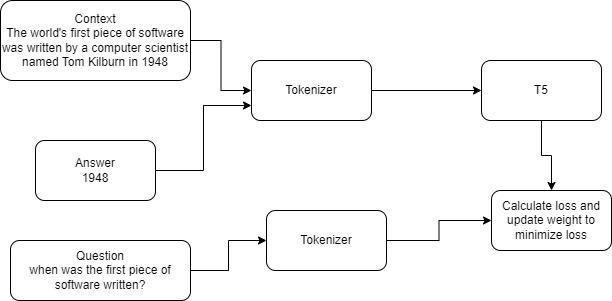 Context
The world's first piece of software
was written by a computer scientist
named Tom Kilburn in 1948
Tokenizer
T5
Answer
1948
Calculate loss and
update weight to
minimize loss
Tokenizer
Question
when was the first piece of
software written?